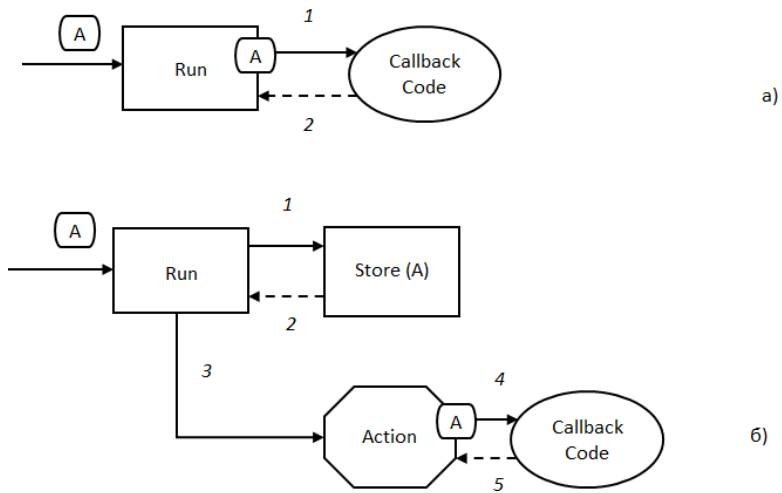 A
1
Run
A
Callback
Code
2
а)
A
1
Run
Store (A)
2
3
4
Action
A
Callback
Code
5
б)